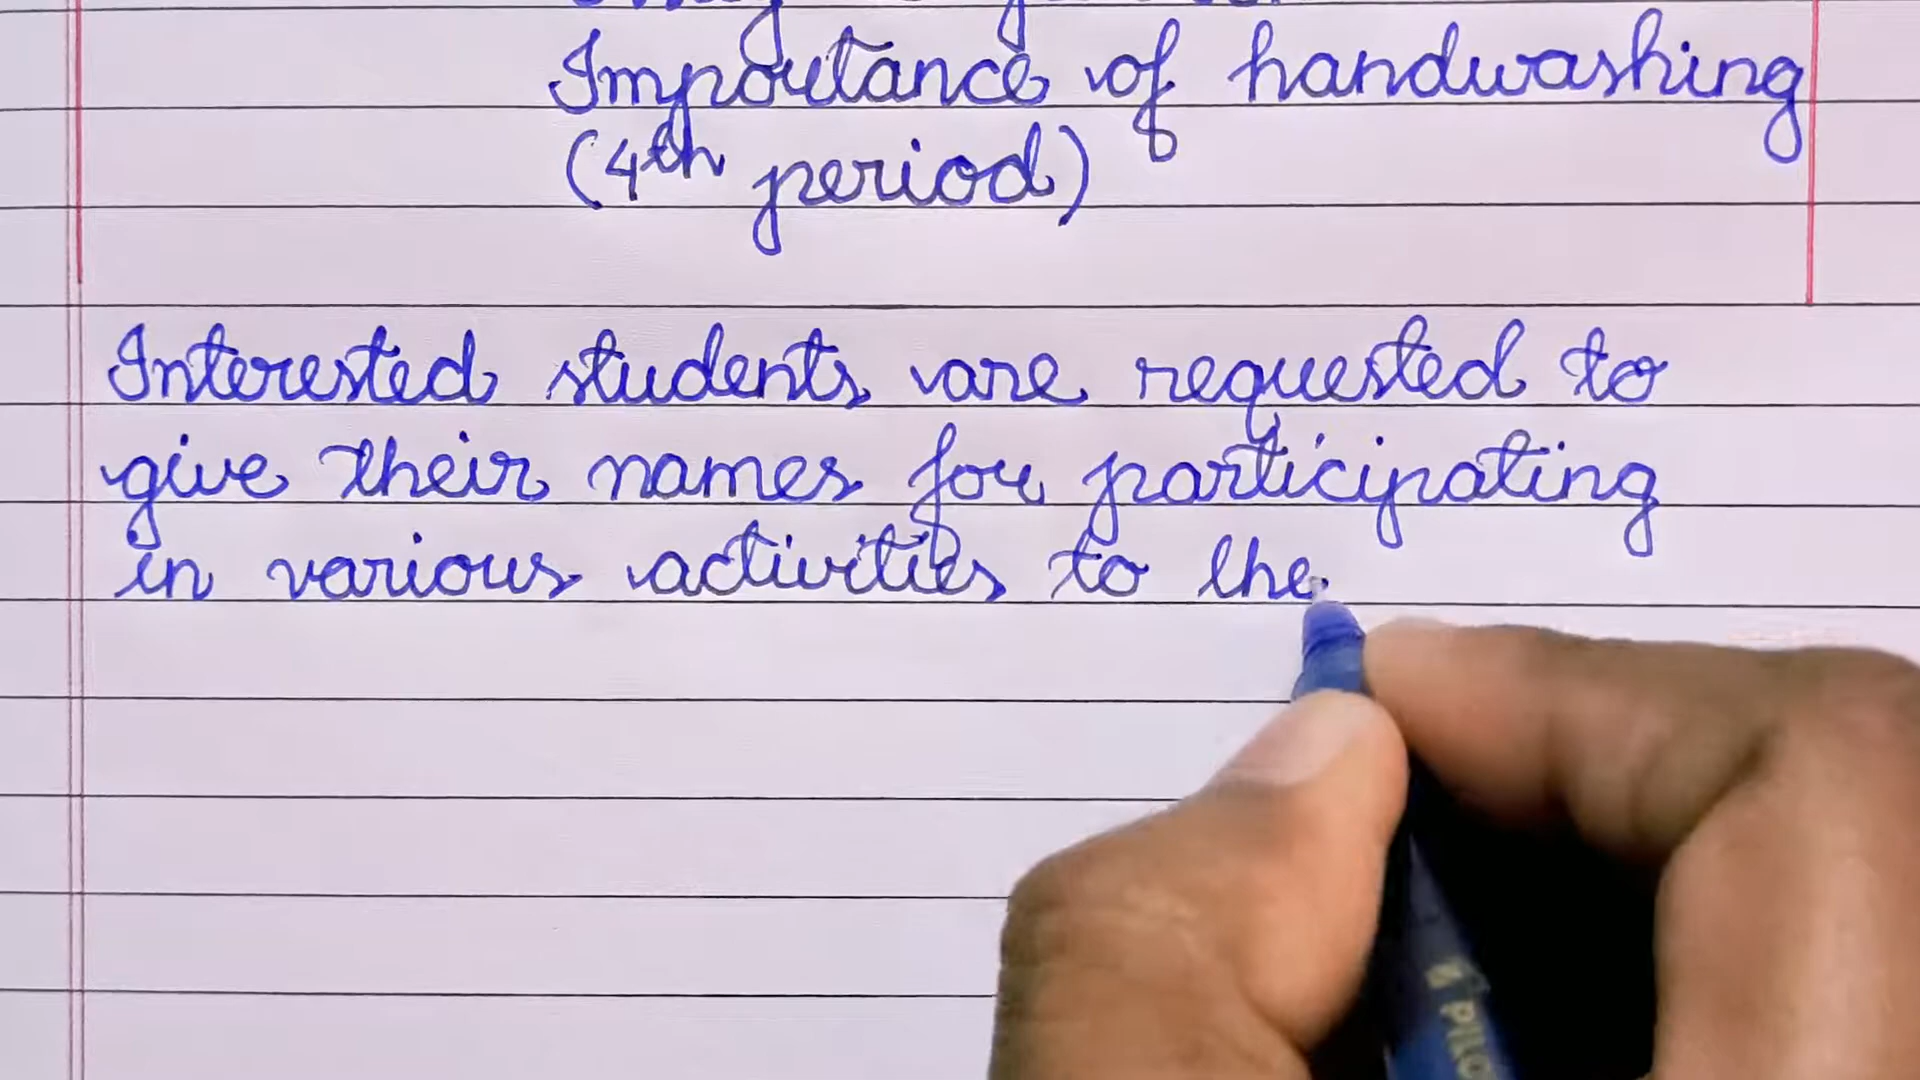 Importance of handwashing
(4th period)
Interested students are requested to
give their names for participating
in various activities to the
PILO